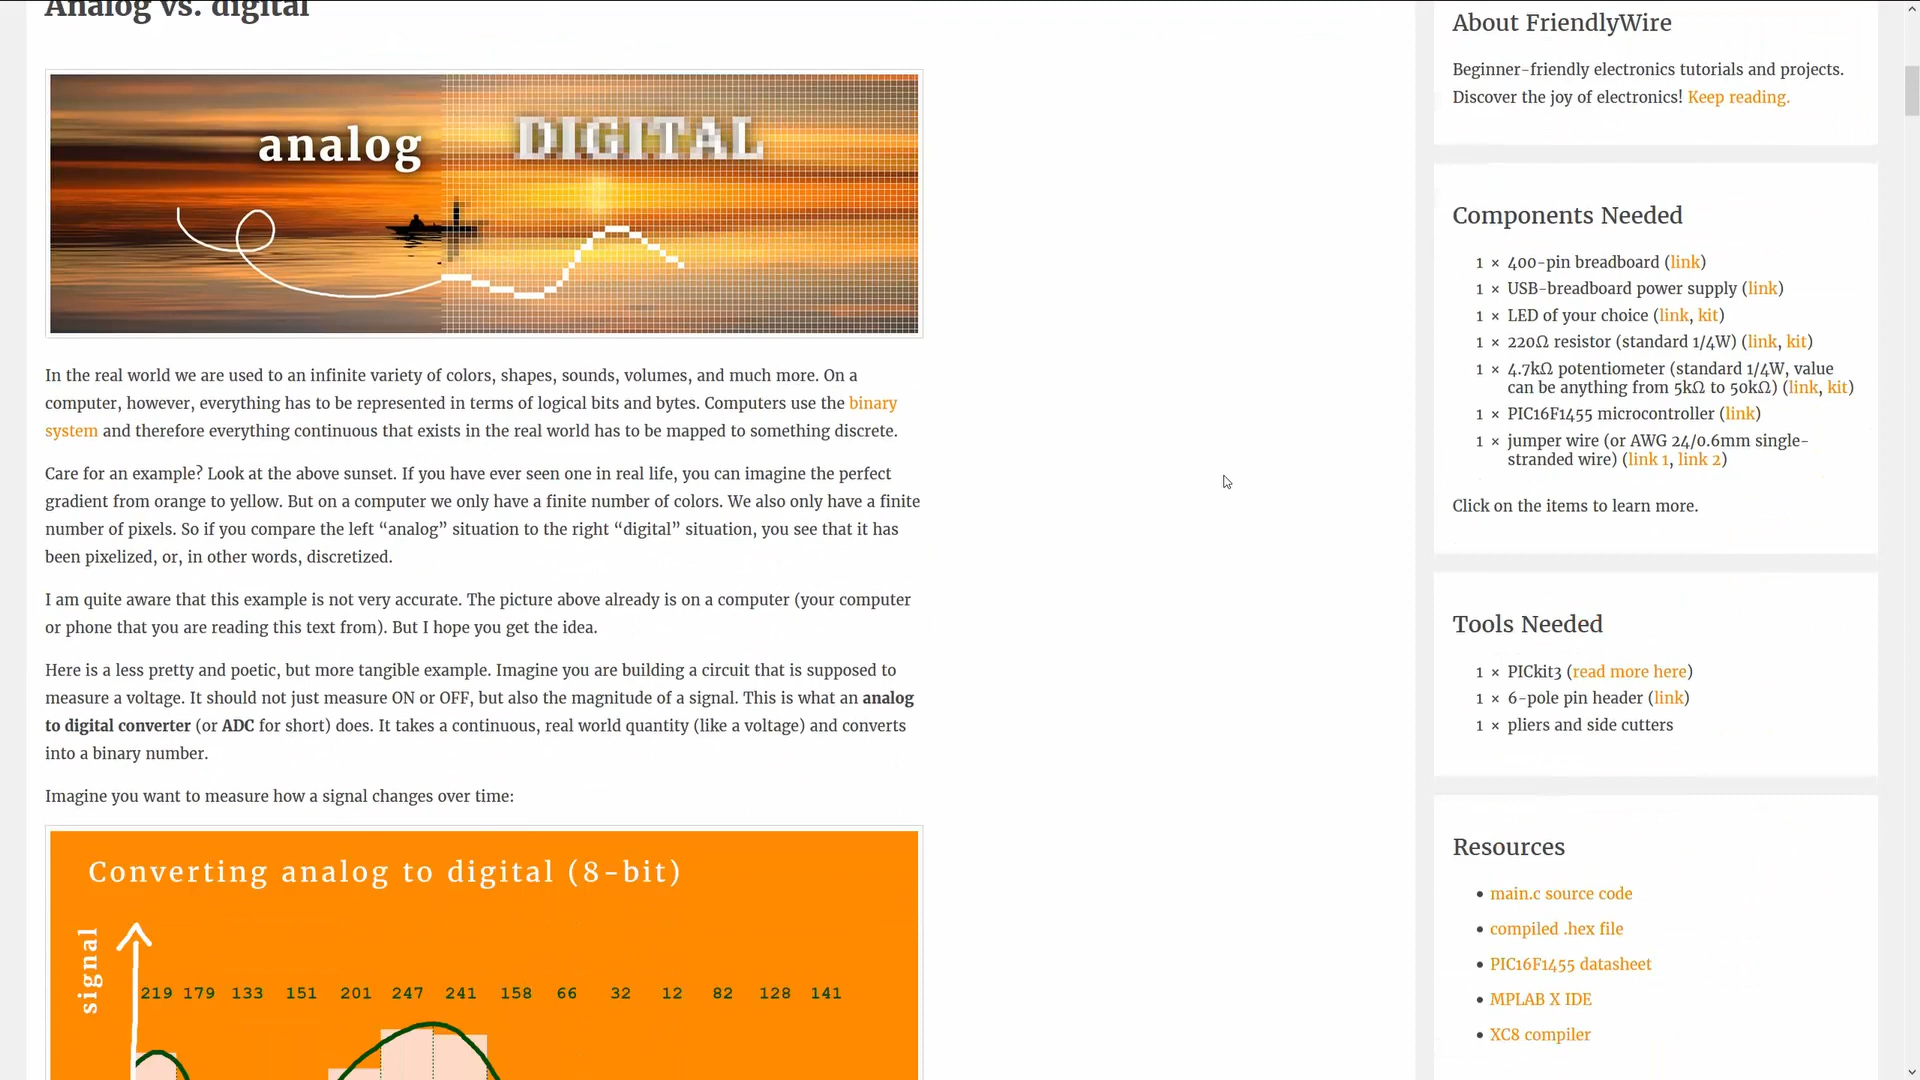 Analog vs. digital
analog
DIGITAL
In the real world we are used to an infinite variety of colors, shapes, sounds, volumes, and much more. On a
computer, however, everything has to be represented in terms of logical bits and bytes. Computers use the binary
system and therefore everything continuous that exists in the real world has to be mapped to something discrete.
Care for an example? Look at the above sunset. If you have ever seen one in real life, you can imagine the perfect
gradient from orange to yellow. But on a computer we only have a finite number of colors. We also only have a finite
number of pixels. So if you compare the left “analog” situation to the right “digital” situation, you see that it has
been pixelized, or, in other words, discretized.
I am quite aware that this example is not very accurate. The picture above already is on a computer (your computer
or phone that you are reading this text from). But I hope you get the idea.
Here is a less pretty and poetic, but more tangible example. Imagine you are building a circuit that is supposed to
measure a voltage. It should not just measure ON or OFF, but also the magnitude of a signal. This is what an analog
to digital converter (or ADC for short) does. It takes a continuous, real world quantity (like a voltage) and converts
into a binary number.
Imagine you want to measure how a signal changes over time:
Converting analog to digital (8-bit)
signal
219 179 133 151 201 247 241 158 66 32 12 82 128 141
About FriendlyWire
Beginner-friendly electronics tutorials and projects.
Discover the joy of electronics! Keep reading.
Components Needed
1 × 400-pin breadboard (link)
1 × USB-breadboard power supply (link)
1 × LED of your choice (link, kit)
1 × 220Ω resistor (standard 1/4W) (link, kit)
1 × 4.7kΩ potentiometer (standard 1/4W, value
can be anything from 5kΩ to 50kΩ) (link, kit)
1 × PIC16F1455 microcontroller (link)
1 × jumper wire (or AWG 24/0.6mm single-
stranded wire) (link 1, link 2)
Click on the items to learn more.
Tools Needed
1 × PICkit3 (read more here)
1 × 6-pole pin header (link)
1 × pliers and side cutters
Resources
• main.c source code
• compiled .hex file
• PIC16F1455 datasheet
• MPLAB X IDE
• XC8 compiler